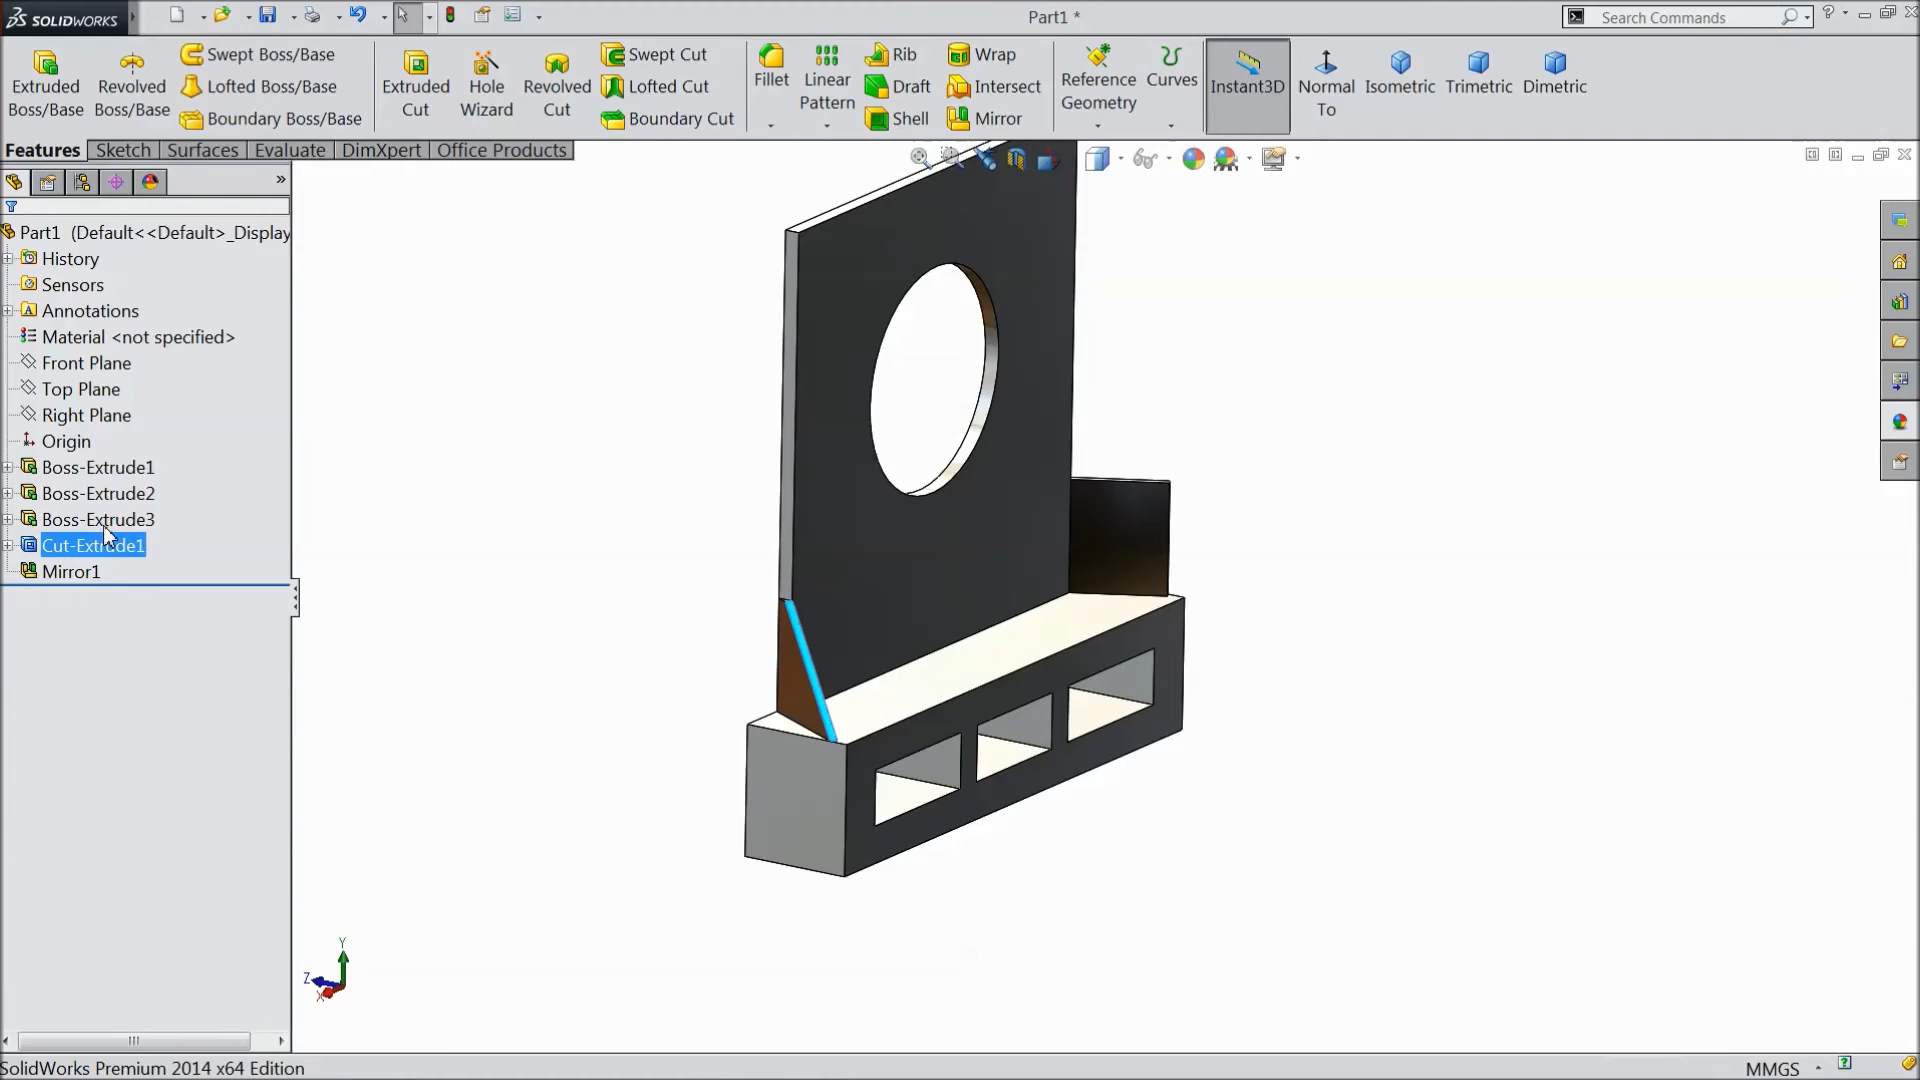 SOLIDWORKS
Part1 *
Search Commands
Extruded Boss/Base
Revolved Boss/Base
Swept Boss/Base
Lofted Boss/Base
Boundary Boss/Base
Extruded Cut
Hole Wizard
Revolved Cut
Swept Cut
Lofted Cut
Boundary Cut
Fillet
Linear Pattern
Rib
Draft
Shell
Wrap
Intersect
Mirror
Reference Geometry
Curves
Instant3D
Normal To
Isometric
Trimetric
Dimetric
Features
Sketch
Surfaces
Evaluate
DimXpert
Office Products
Part1 (Default<<Default>_Display
History
Sensors
Annotations
Material <not specified>
Front Plane
Top Plane
Right Plane
Origin
Boss-Extrude1
Boss-Extrude2
Boss-Extrude3
Cut-Extrude1
Mirror1
Y
Z
X
SolidWorks Premium 2014 x64 Edition
MMGS